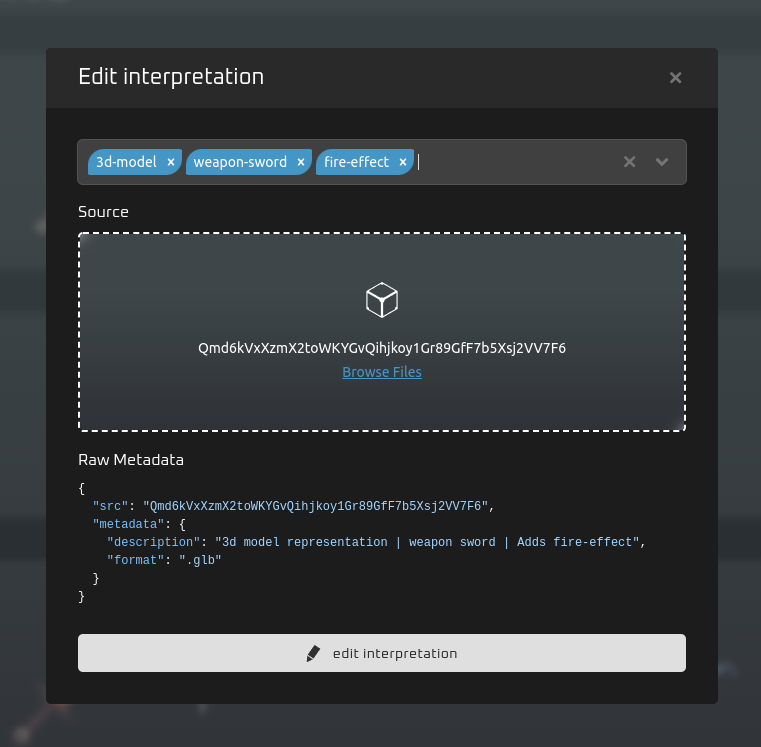 Edit interpretation ×
3d-model × weapon-sword × fire-effect ×
Source
Qmd6kVxXzmX2toWKYGvQihjkoy1Gr89GfF7b5Xsj2VV7F6
Browse Files
Raw Metadata
{
  "src": "Qmd6kVxXzmX2toWKYGvQihjkoy1Gr89GfF7b5Xsj2VV7F6",
  "metadata": {
    "description": "3d model representation | weapon sword | Adds fire-effect",
    "format": ".glb"
  }
}
edit interpretation